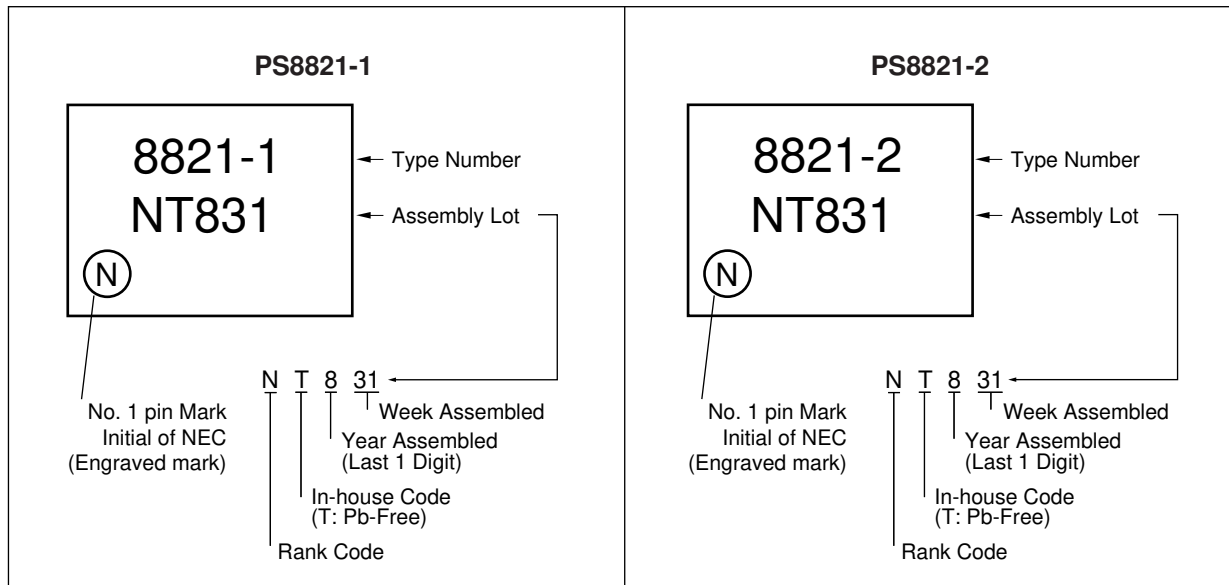 PS8821-1
8821-1
Type Number
NT831
Assembly Lot
N
N T 8 31
No. 1 pin Mark
Initial of NEC
(Engraved mark)
Week Assembled
Year Assembled
(Last 1 Digit)
In-house Code
(T: Pb-Free)
Rank Code
PS8821-2
8821-2
Type Number
NT831
Assembly Lot
N
N T 8 31
No. 1 pin Mark
Initial of NEC
(Engraved mark)
Week Assembled
Year Assembled
(Last 1 Digit)
In-house Code
(T: Pb-Free)
Rank Code